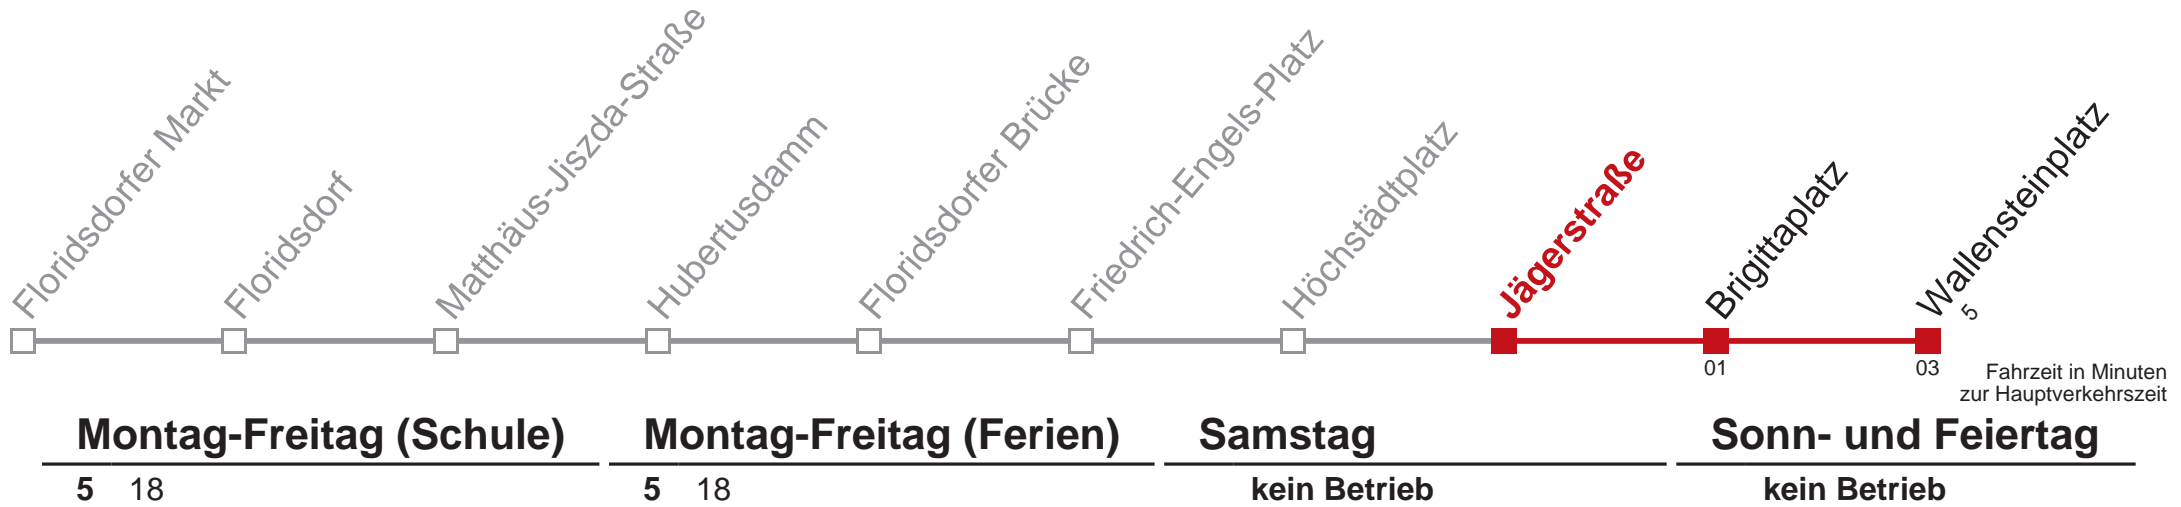 Floridsdorfer Markt
Floridsdorf
Matthäus-Jiszda-Straße
Hubertusdamm
Floridsdorfer Brücke
Friedrich-Engels-Platz
Höchstädtplatz
Jägerstraße
Brigittaplatz
Wallensteinplatz
5
01
03
Fahrzeit in Minuten
zur Hauptverkehrszeit
Montag-Freitag (Schule)
5 18
Montag-Freitag (Ferien)
5 18
Samstag
kein Betrieb
Sonn- und Feiertag
kein Betrieb